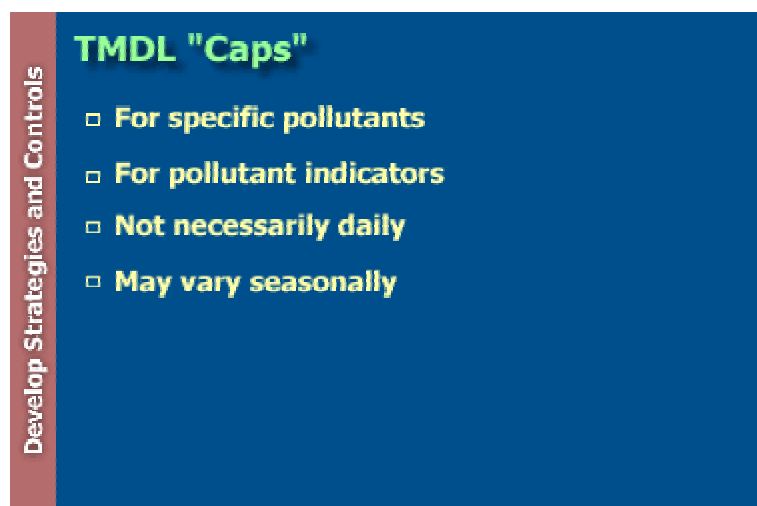 TMDL "Caps"
For specific pollutants
For pollutant indicators
Not necessarily daily
May vary seasonally
Develop Strategies and Controls